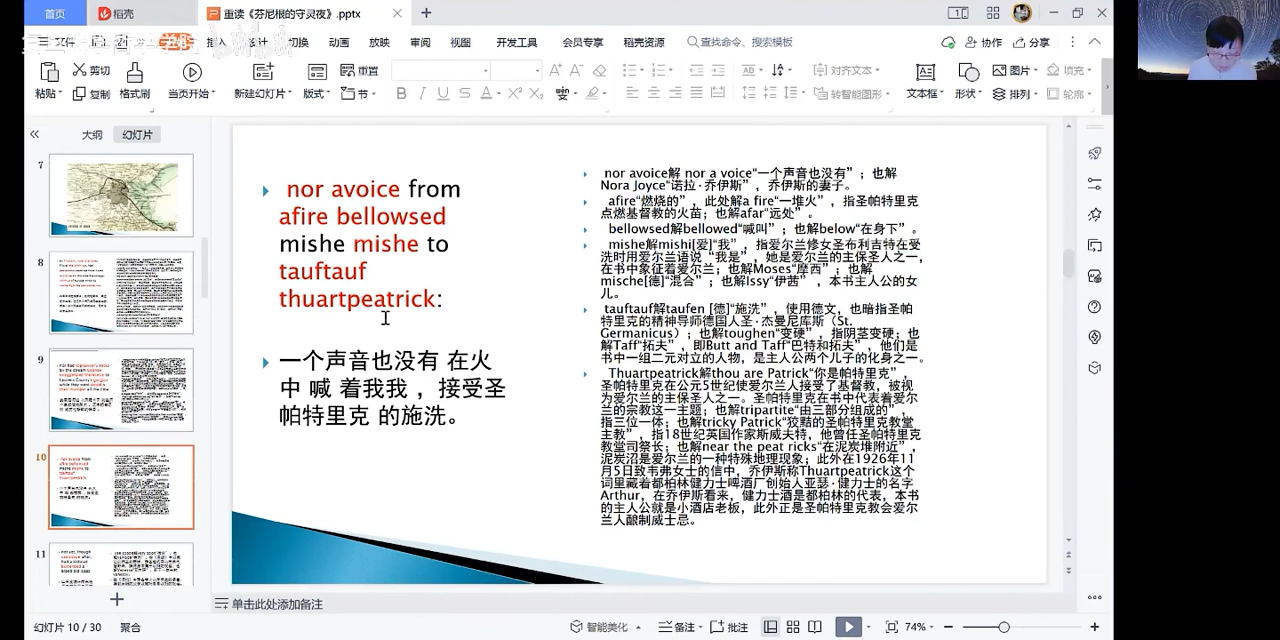 首页
稻壳
重读《芬尼根的守灵夜》.pptx
文件
插入
切换
动画
放映
审阅
视图
开发工具
会员专享
稻壳资源
查找命令、搜索模板
协作
分享
粘贴
剪切
复制
格式刷
当页开始
新建幻灯片
版式
重置
节
B I U S A
对齐文本
转智能图形
文本框
形状
图片
排列
填充
轮廓
大纲
幻灯片
7
8
9
10
11
nor avoice from
afire bellowsed
mishe mishe to
tauftauf
thuartpeatrick:
一个声音也没有 在火
中 喊 着我我 ，接受圣
帕特里克 的施洗。
nor avoice解 nor a voice“一个声音也没有”；也解
Nora Joyce“诺拉·乔伊斯”，乔伊斯的妻子。
afire“燃烧的”，此处解a fire“一堆火”，指圣帕特里克
点燃基督教的火苗；也解afar“远处”。
bellowsed解bellowed“喊叫”；也解below“在身下”。
mishe解mishi[爱]“我”，指爱尔兰修女圣布利吉特在受
洗时用爱尔兰语说“我是”，她是爱尔兰的主保圣人之一，
在书中象征着爱尔兰；也解Moses“摩西”；也解
mische[德]“混合”；也解Issy“伊茜”，本书主人公的女
儿。
tauftauf解taufen [德]“施洗”，使用德文，也暗指圣帕
特里克的精神导师德国人圣·杰曼尼库斯（St.
Germanicus）；也解toughen“变硬”，指阴茎变硬；也
解Taff“拓夫”，即Butt and Taff“巴特和拓夫”，他们是
书中一组二元对立的人物，是主人公两个儿子的化身之一。
Thuartpeatrick解thou are Patrick“你是帕特里克”，
圣帕特里克在公元5世纪使爱尔兰人接受了基督教，被视
为爱尔兰的主保圣人之一。圣帕特里克在书中代表着爱尔
兰的宗教这一主题；也解tripartite“由三部分组成的”，
指三位一体；也解tricky Patrick“狡黠的圣帕特里克教堂
主教”，指18世纪英国作家斯威夫特，他曾任圣帕特里克
教堂司祭长；也解near the peat ricks“在泥炭堆附近”，
泥炭沼是爱尔兰的一种特殊地理现象；此外在1926年11
月5日致韦弗女士的信中，乔伊斯称Thuartpeatrick这个
词里藏着都柏林健力士啤酒厂创始人亚瑟·健力士的名字
Arthur，在乔伊斯看来，健力士酒是都柏林的代表，本书
的主人公就是小酒店老板，此外正是圣帕特里克教会爱尔
兰人酿制威士忌。
单击此处添加备注
幻灯片 10 / 30
聚合
智能美化
备注
批注
74%